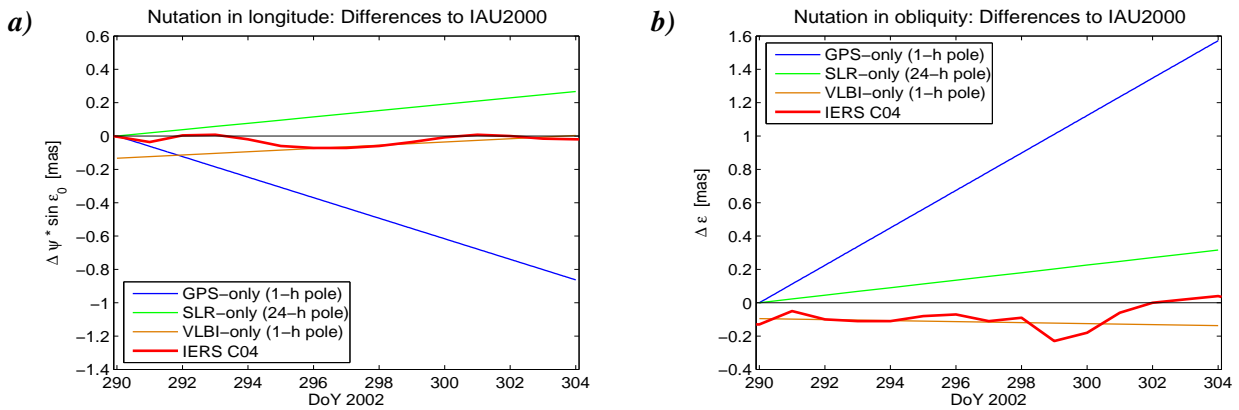 a)
Nutation in longitude: Differences to IAU2000
0.6
0.4
0.2
0
−0.2
−0.4
−0.6
−0.8
−1
−1.2
−1.4
Δ ψ * sin ε0 [mas]
GPS−only (1−h pole)
SLR−only (24−h pole)
VLBI−only (1−h pole)
IERS C04
290 292 294 296 298 300 302 304
DoY 2002
b)
Nutation in obliquity: Differences to IAU2000
1.6
1.4
1.2
1
0.8
0.6
0.4
0.2
0
−0.2
−0.4
Δ ε [mas]
GPS−only (1−h pole)
SLR−only (24−h pole)
VLBI−only (1−h pole)
IERS C04
290 292 294 296 298 300 302 304
DoY 2002